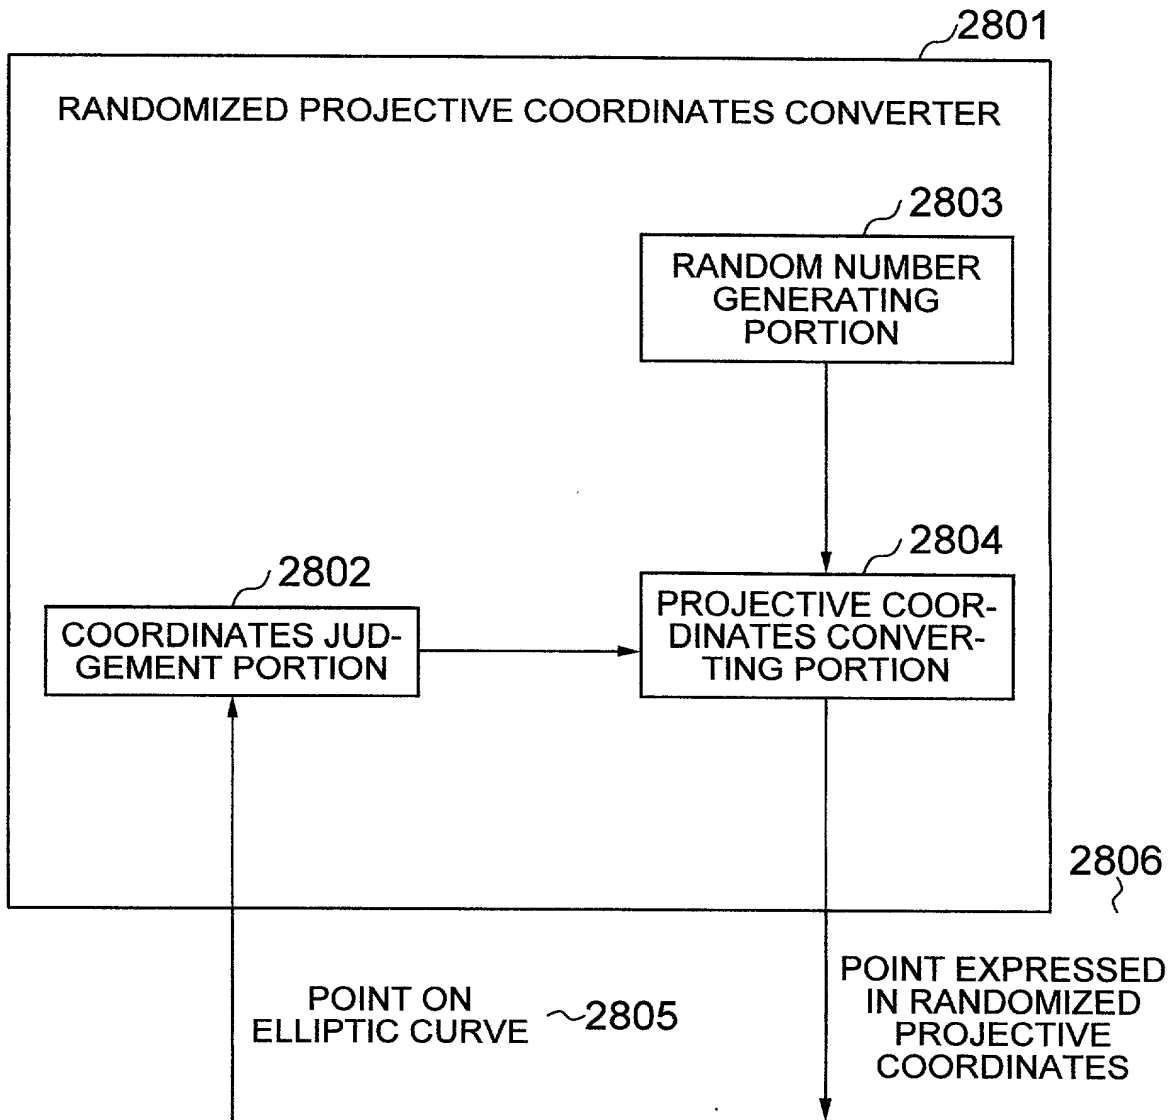 2801
RANDOMIZED PROJECTIVE COORDINATES CONVERTER
2803
RANDOM NUMBER
GENERATING
PORTION
2804
PROJECTIVE COOR-
DINATES CONVER-
TING PORTION
2802
COORDINATES JUD-
GEMENT PORTION
2806
POINT EXPRESSED
IN RANDOMIZED
PROJECTIVE
COORDINATES
POINT ON
ELLIPTIC CURVE
2805